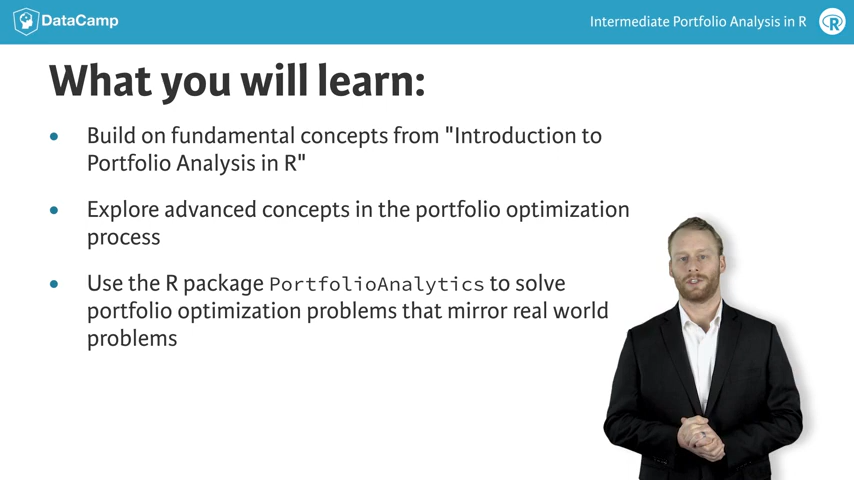 DataCamp
Intermediate Portfolio Analysis in R
R
What you will learn:
• Build on fundamental concepts from "Introduction to
Portfolio Analysis in R"
• Explore advanced concepts in the portfolio optimization
process
• Use the R package PortfolioAnalytics to solve
portfolio optimization problems that mirror real world
problems